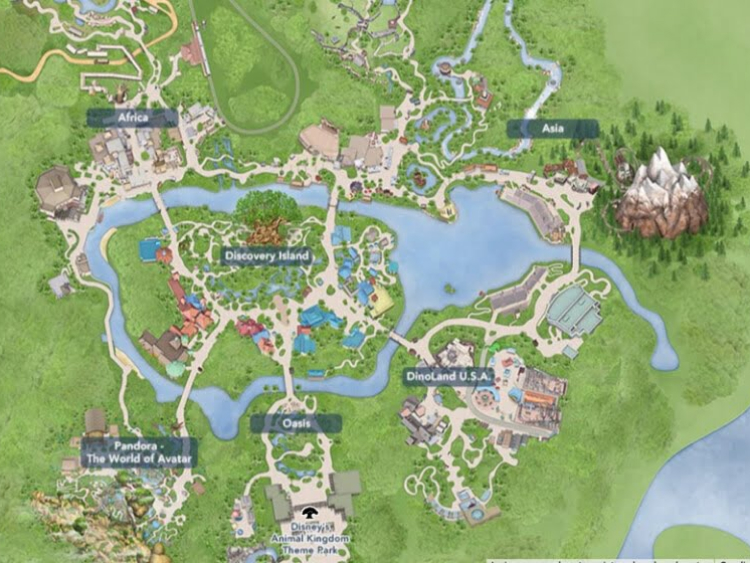 Africa
Asia
Discovery Island
DinoLand U.S.A.
Oasis
Pandora -
The World of Avatar
Disney's
Animal Kingdom
Theme Park